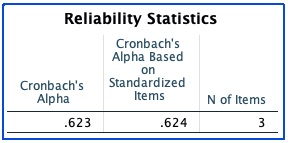 Reliability Statistics
Cronbach's
Alpha
Cronbach's
Alpha Based
on
Standardized
Items
N of Items
.623 .624 3